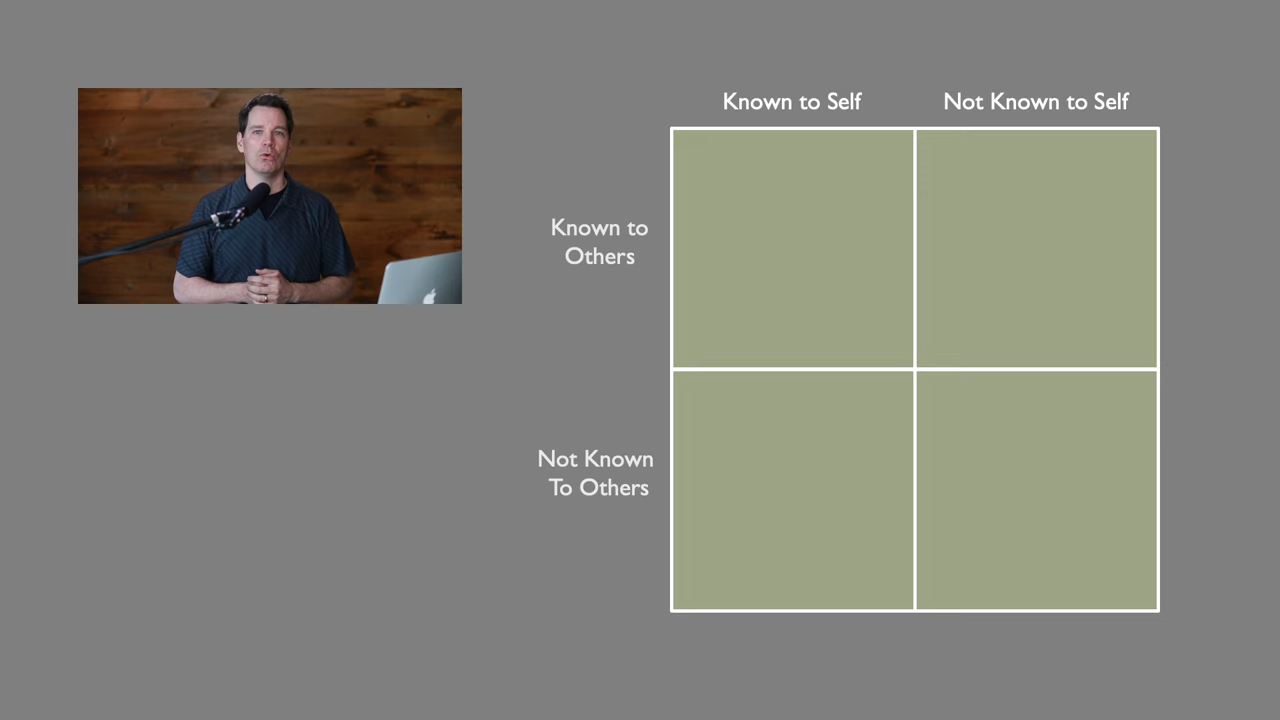 Known to Self
Not Known to Self
Known to
Others
Not Known
To Others